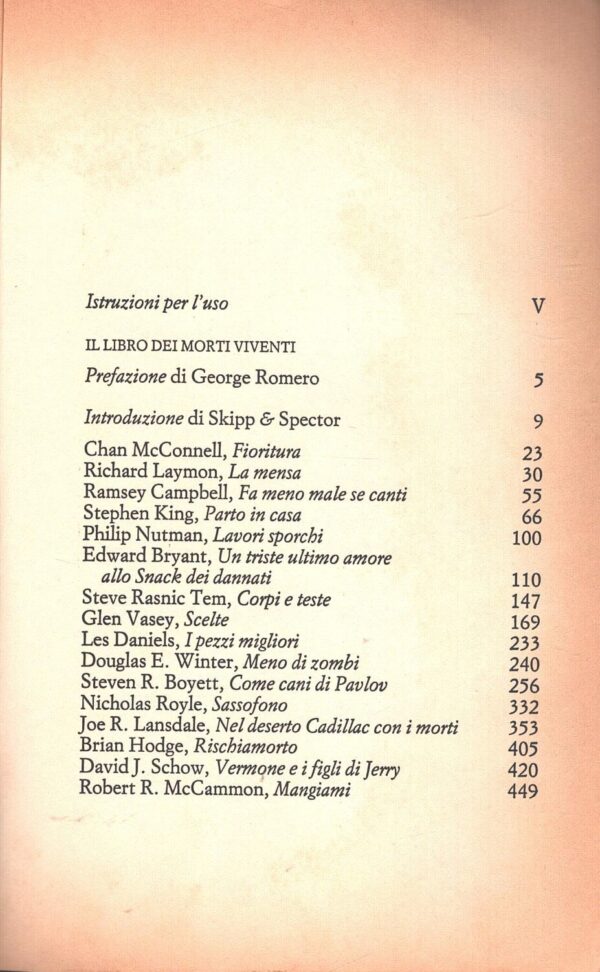 Istruzioni per l'uso V
IL LIBRO DEI MORTI VIVENTI
Prefazione di George Romero 5
Introduzione di Skipp & Spector 9
Chan McConnell, Fioritura 23
Richard Laymon, La mensa 30
Ramsey Campbell, Fa meno male se canti 55
Stephen King, Parto in casa 66
Philip Nutman, Lavori sporchi 100
Edward Bryant, Un triste ultimo amore
allo Snack dei dannati 110
Steve Rasnic Tem, Corpi e teste 147
Glen Vasey, Scelte 169
Les Daniels, I pezzi migliori 233
Douglas E. Winter, Meno di zombi 240
Steven R. Boyett, Come cani di Pavlov 256
Nicholas Royle, Sassofono 332
Joe R. Lansdale, Nel deserto Cadillac con i morti 353
Brian Hodge, Rischiamorto 405
David J. Schow, Vermone e i figli di Jerry 420
Robert R. McCammon, Mangiami 449